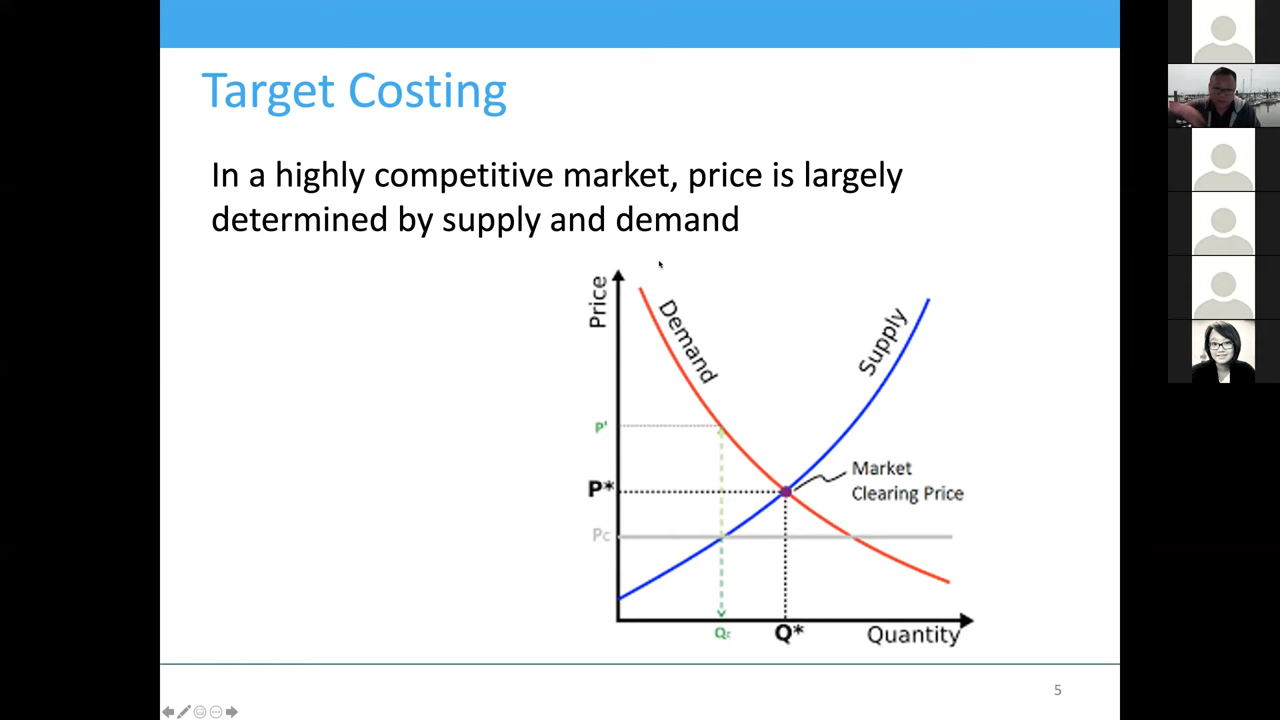 Target Costing
In a highly competitive market, price is largely
determined by supply and demand
Price
Demand
Supply
P'
Market
P*
Clearing Price
Pc
Qc
Q*
Quantity
5